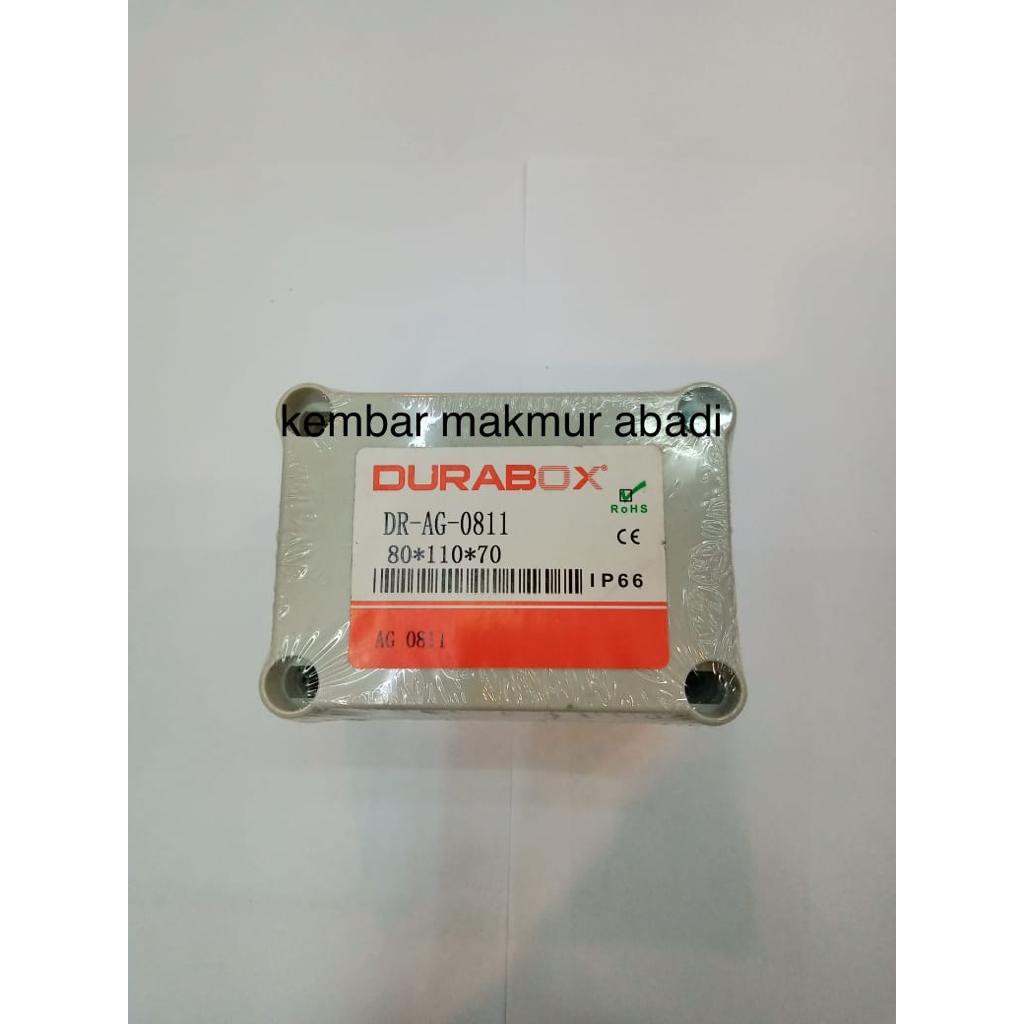 kembar makmur abadi
DURABOX®
RoHS
DR-AG-0811
CE
80*110*70
IP66
AG 0811